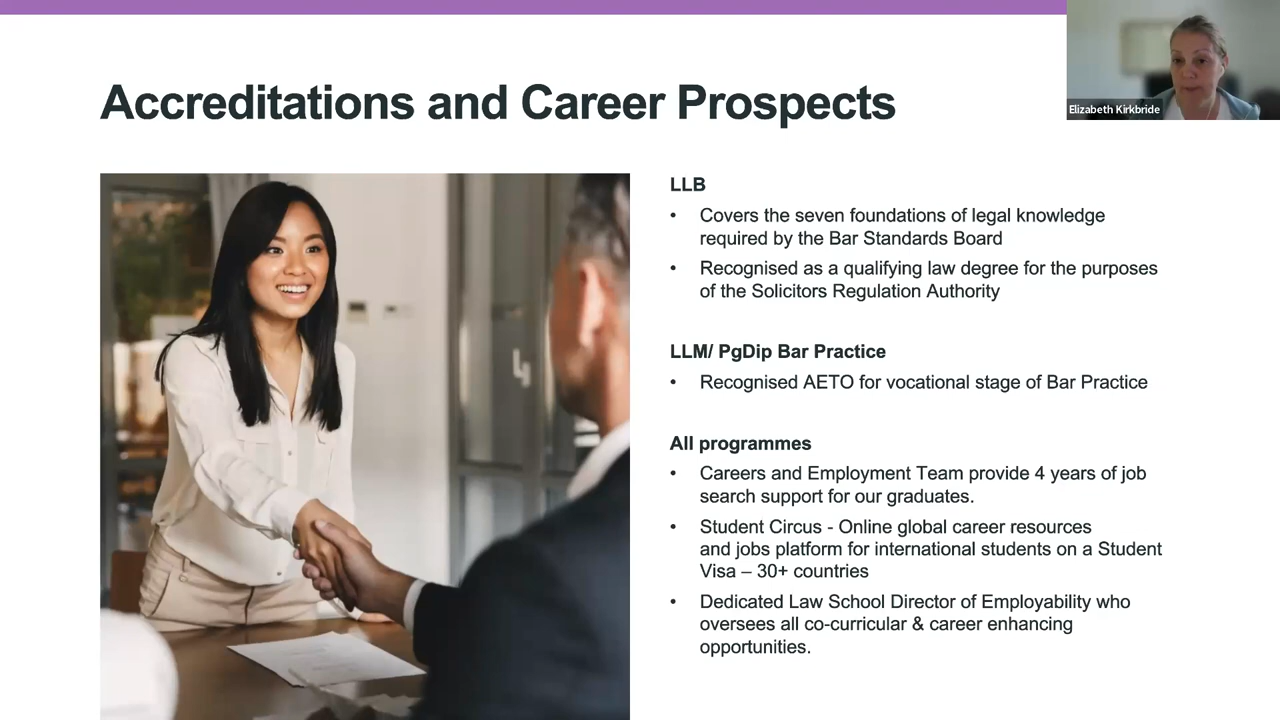 Accreditations and Career Prospects
Elizabeth Kirkbride
LLB
• Covers the seven foundations of legal knowledge
required by the Bar Standards Board
• Recognised as a qualifying law degree for the purposes
of the Solicitors Regulation Authority
LLM/ PgDip Bar Practice
• Recognised AETO for vocational stage of Bar Practice
All programmes
• Careers and Employment Team provide 4 years of job
search support for our graduates.
• Student Circus - Online global career resources
and jobs platform for international students on a Student
Visa – 30+ countries
• Dedicated Law School Director of Employability who
oversees all co-curricular & career enhancing
opportunities.